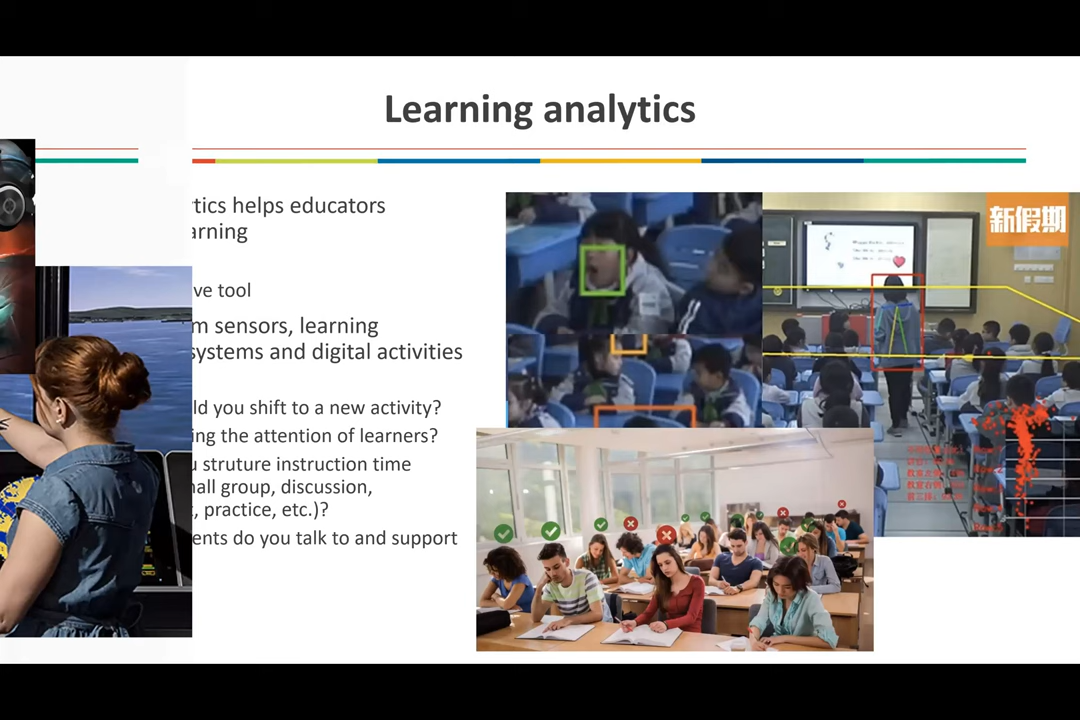 Learning analytics
tics helps educators
arning
ve tool
m sensors, learning
systems and digital activities
ld you shift to a new activity?
ing the attention of learners?
u struture instruction time
all group, discussion,
, practice, etc.)?
ents do you talk to and support
新假期